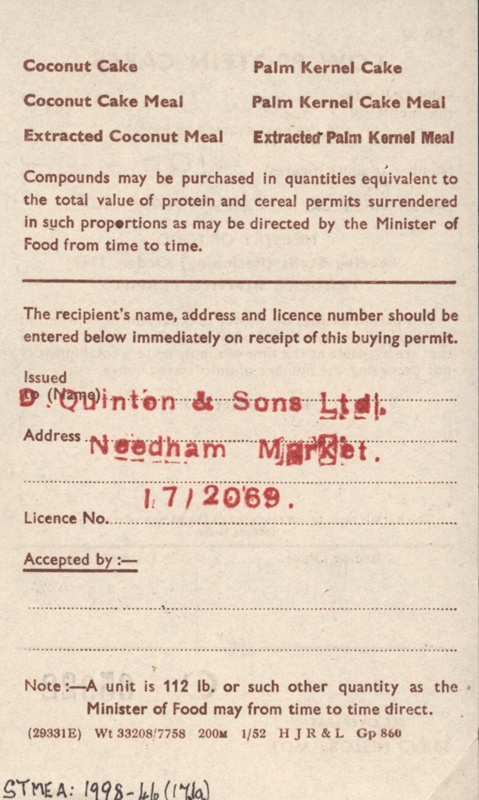 Coconut Cake Palm Kernel Cake
Coconut Cake Meal Palm Kernel Cake Meal
Extracted Coconut Meal Extracted Palm Kernel Meal
Compounds may be purchased in quantities equivalent to
the total value of protein and cereal permits surrendered
in such proportions as may be directed by the Minister of
Food from time to time.
The recipient's name, address and licence number should be
entered below immediately on receipt of this buying permit.
Issued
to (Name)
D. Quinton & Sons Ltd.
Address Needham Market.
17/2069.
Licence No.
Accepted by :—
Note :—A unit is 112 lb. or such other quantity as the
Minister of Food may from time to time direct.
(29331E) Wt 33208/7758 200M 1/52 H J R & L Gp 860
STMEA: 1998-46 (17da)